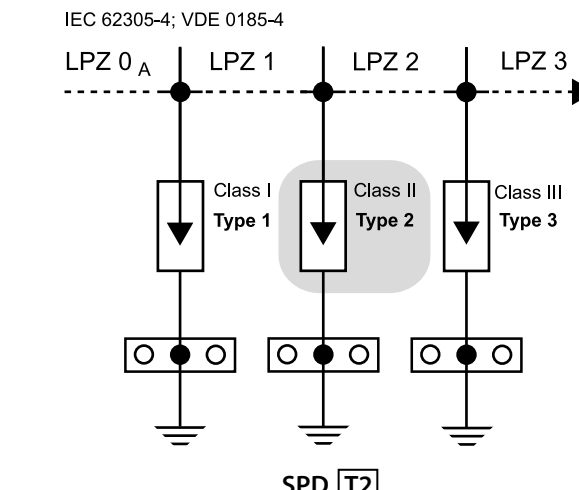 IEC 62305-4; VDE 0185-4
LPZ 0 A LPZ 1 LPZ 2 LPZ 3
Class I Class II Class III
Type 1 Type 2 Type 3
SPD T2